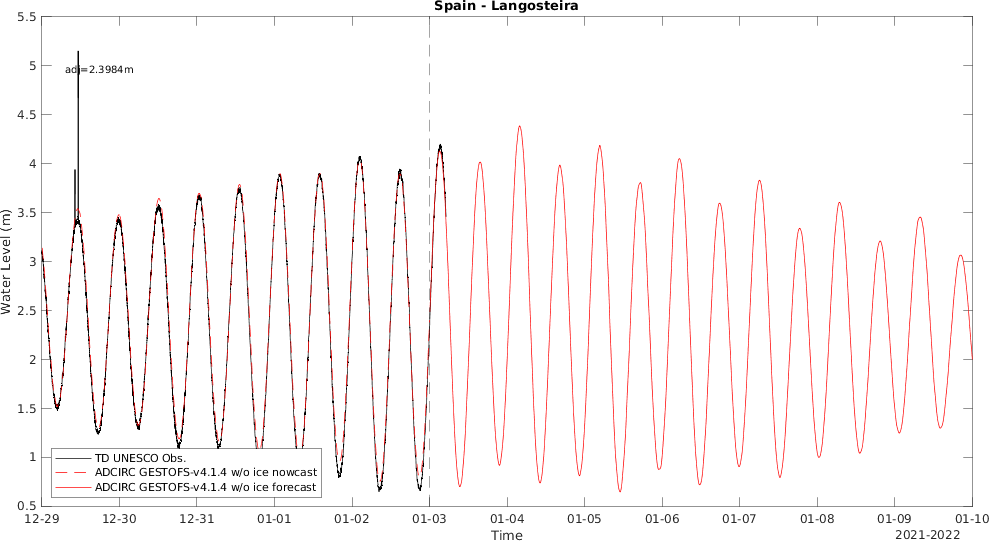 Spain - Langosteira
5.5
5
4.5
4
3.5
3
2.5
2
1.5
1
0.5
Water Level (m)
adj=2.3984m
TD UNESCO Obs.
ADCIRC GESTOFS-v4.1.4 w/o ice nowcast
ADCIRC GESTOFS-v4.1.4 w/o ice forecast
12-29 12-30 12-31 01-01 01-02 01-03 01-04 01-05 01-06 01-07 01-08 01-09 01-10
Time
2021-2022